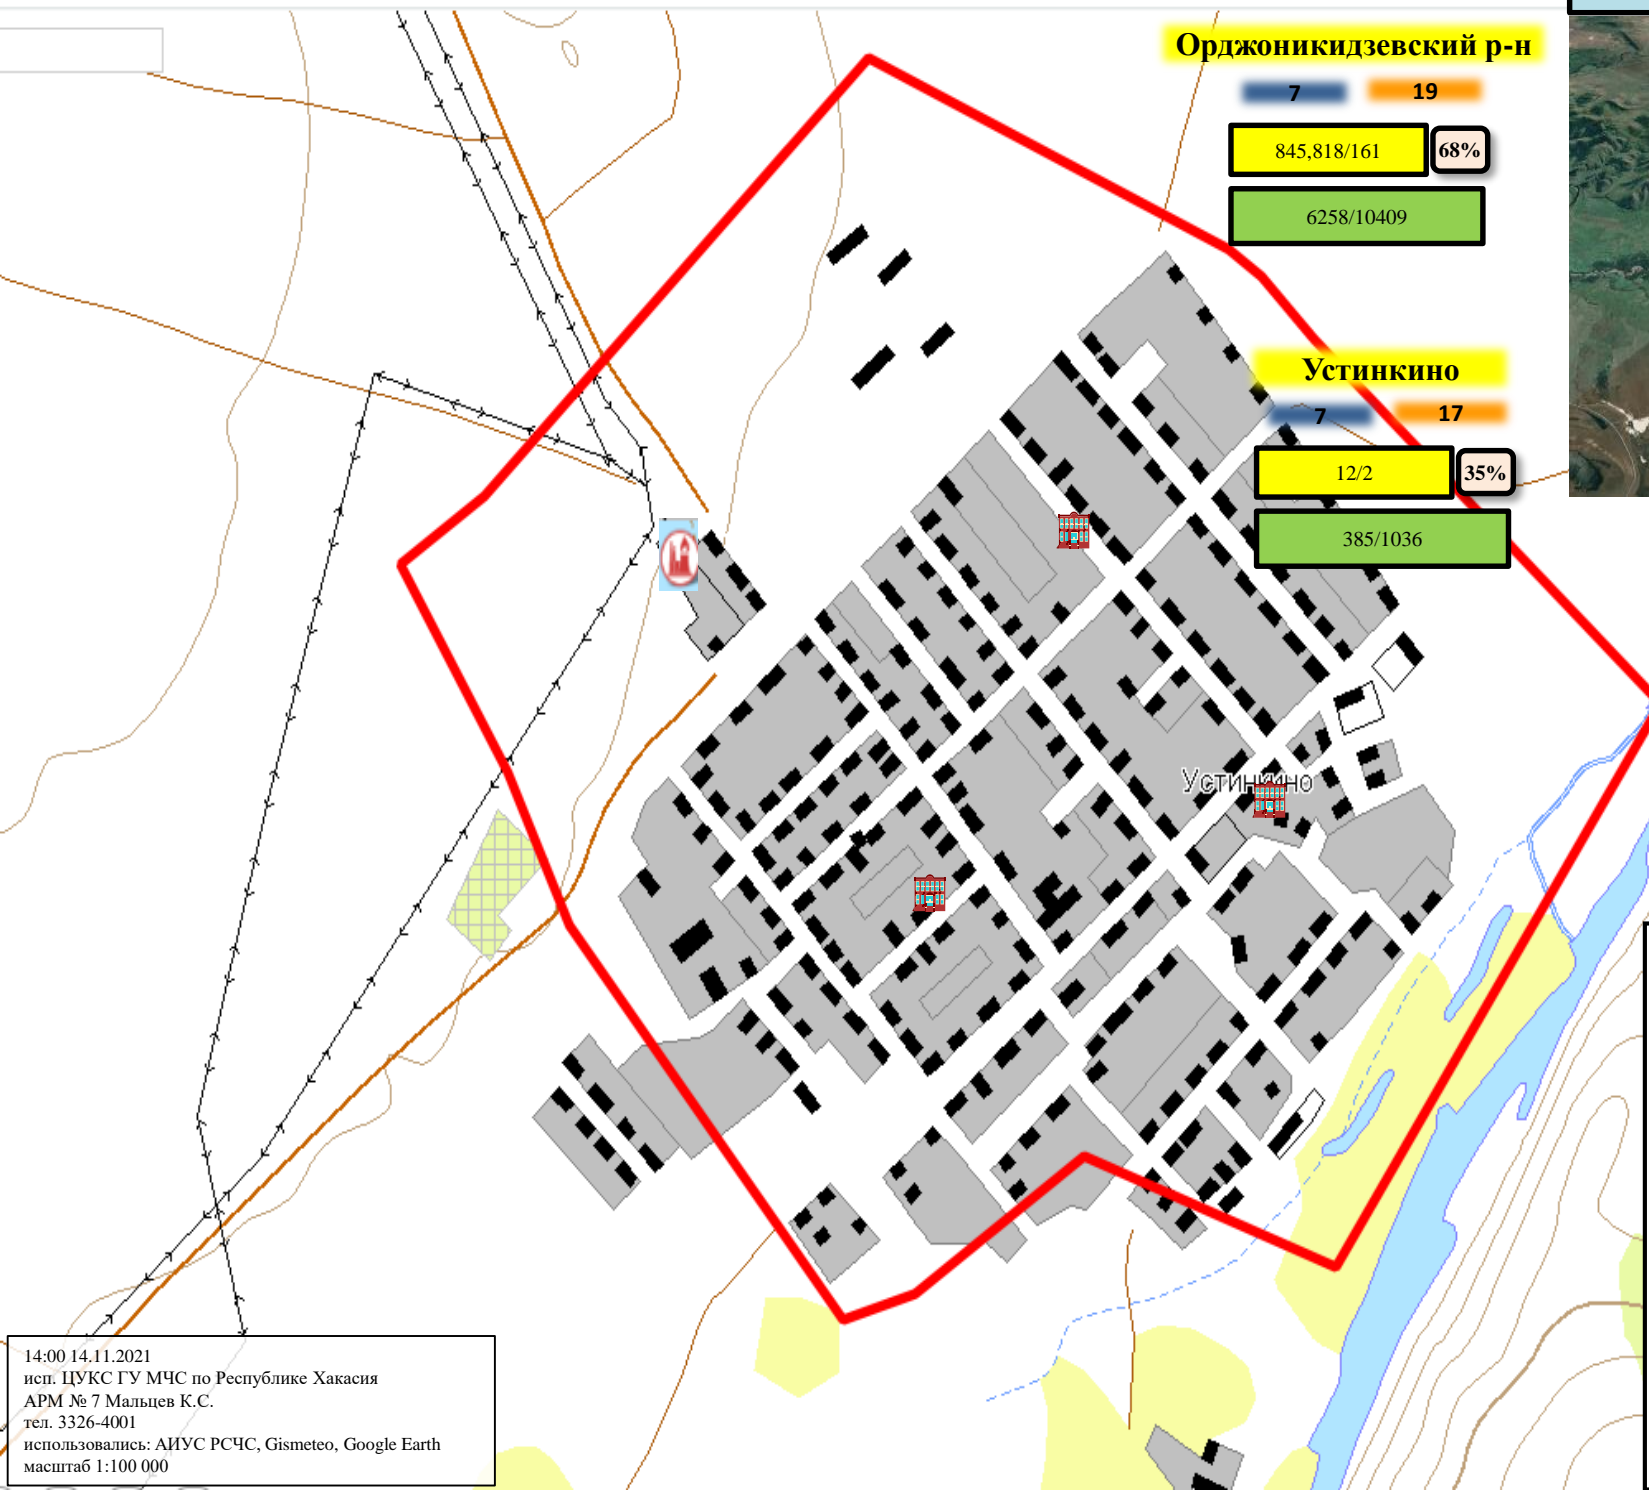 Орджоникидзевский р-н
7 19
845,818/161 68%
6258/10409
Устинкино
7 17
12/2 35%
385/1036
Устинкино
14:00 14.11.2021
исп. ЦУКС ГУ МЧС по Республике Хакасия
АРМ № 7 Мальцев К.С.
тел. 3326-4001
использовались: АИУС РСЧС, Gismeteo, Google Earth
масштаб 1:100 000